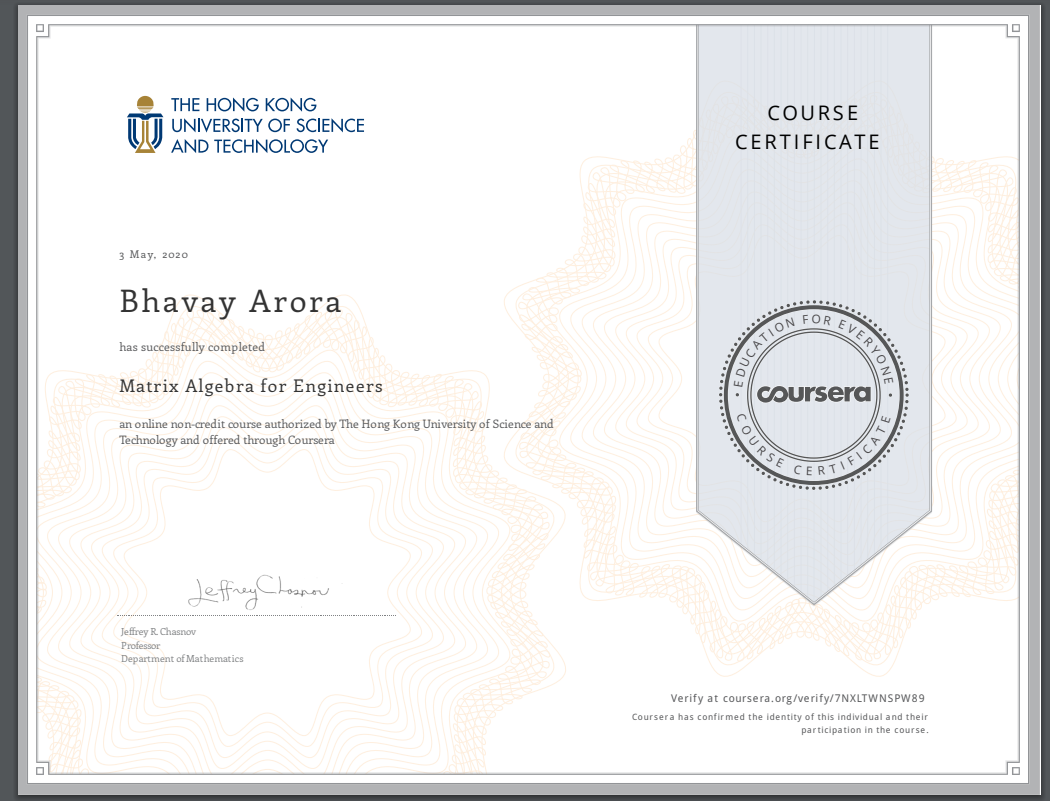 THE HONG KONG
UNIVERSITY OF SCIENCE
AND TECHNOLOGY
COURSE
CERTIFICATE
3 May, 2020
Bhavay Arora
has successfully completed
Matrix Algebra for Engineers
an online non-credit course authorized by The Hong Kong University of Science and
Technology and offered through Coursera
EDUCATION FOR EVERYONE
coursera
COURSE CERTIFICATE
Jeffrey Chasnov
Jeffrey R. Chasnov
Professor
Department of Mathematics
Verify at coursera.org/verify/7NXLTWNSPW89
Coursera has confirmed the identity of this individual and their
participation in the course.